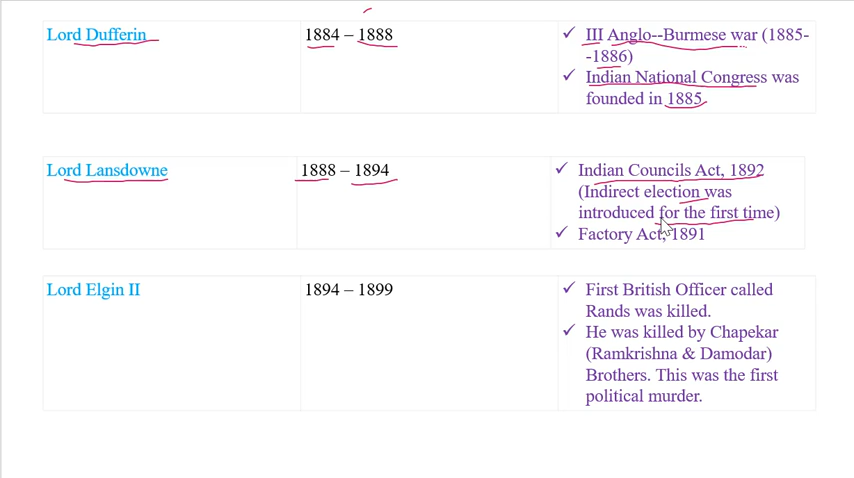 Lord Dufferin
1884 – 1888
✓ III Anglo--Burmese war (1885-
-1886)
✓ Indian National Congress was
founded in 1885.
Lord Lansdowne
1888 – 1894
✓ Indian Councils Act, 1892
(Indirect election was
introduced for the first time)
✓ Factory Act, 1891
Lord Elgin II
1894 – 1899
✓ First British Officer called
Rands was killed.
✓ He was killed by Chapekar
(Ramkrishna & Damodar)
Brothers. This was the first
political murder.